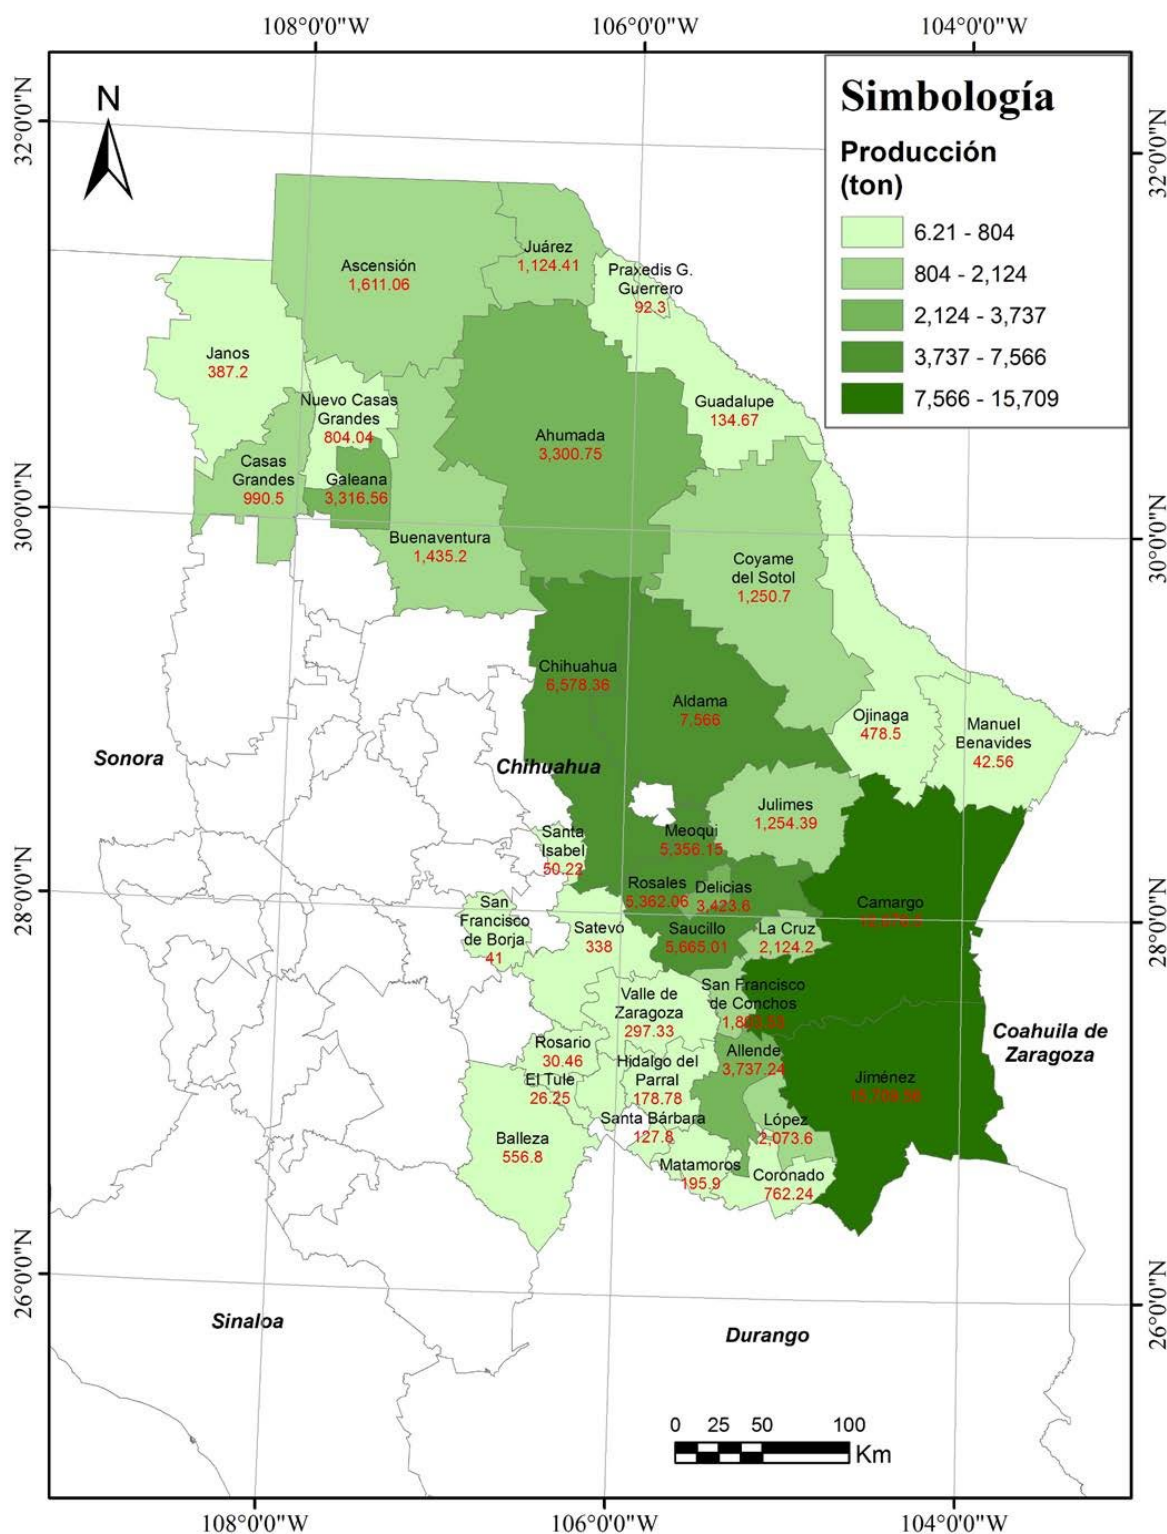 108°0'0"W
106°0'0"W
104°0'0"W
N
Simbología
Producción
(ton)
6.21 - 804
804 - 2,124
2,124 - 3,737
3,737 - 7,566
7,566 - 15,709
32°0'0"N
32°0'0"N
Ascensión
1,611.06
Juárez
1,124.41
Praxedis G.
Guerrero
92.3
Janos
387.2
Nuevo Casas
Grandes
804.04
Guadalupe
134.67
Ahumada
3,300.75
Casas
Grandes
990.5
Galeana
3,316.56
30°0'0"N
30°0'0"N
Buenaventura
1,435.2
Coyame
del Sotol
1,250.7
Chihuahua
6,578.36
Aldama
7,566
Ojinaga
478.5
Manuel
Benavides
42.56
Sonora
Chihuahua
Julimes
1,254.39
Santa
Isabel
50.22
Meoqui
5,356.15
28°0'0"N
28°0'0"N
Rosales
5,362.06
Delicias
3,423.6
Camargo
San
Francisco
de Borja
41
Satevó
338
Saucillo
5,665.01
La Cruz
2,124.2
San Francisco
de Conchos
Valle de
Zaragoza
297.33
Coahuila de
Zaragoza
Rosario
30.46
Hidalgo del
Parral
178.78
Allende
3,737.24
El Tule
26.25
Jiménez
Santa Bárbara
127.8
López
2,073.6
Balleza
556.8
Matamoros
195.9
Coronado
762.24
26°0'0"N
26°0'0"N
Sinaloa
Durango
0 25 50 100
Km
108°0'0"W
106°0'0"W
104°0'0"W